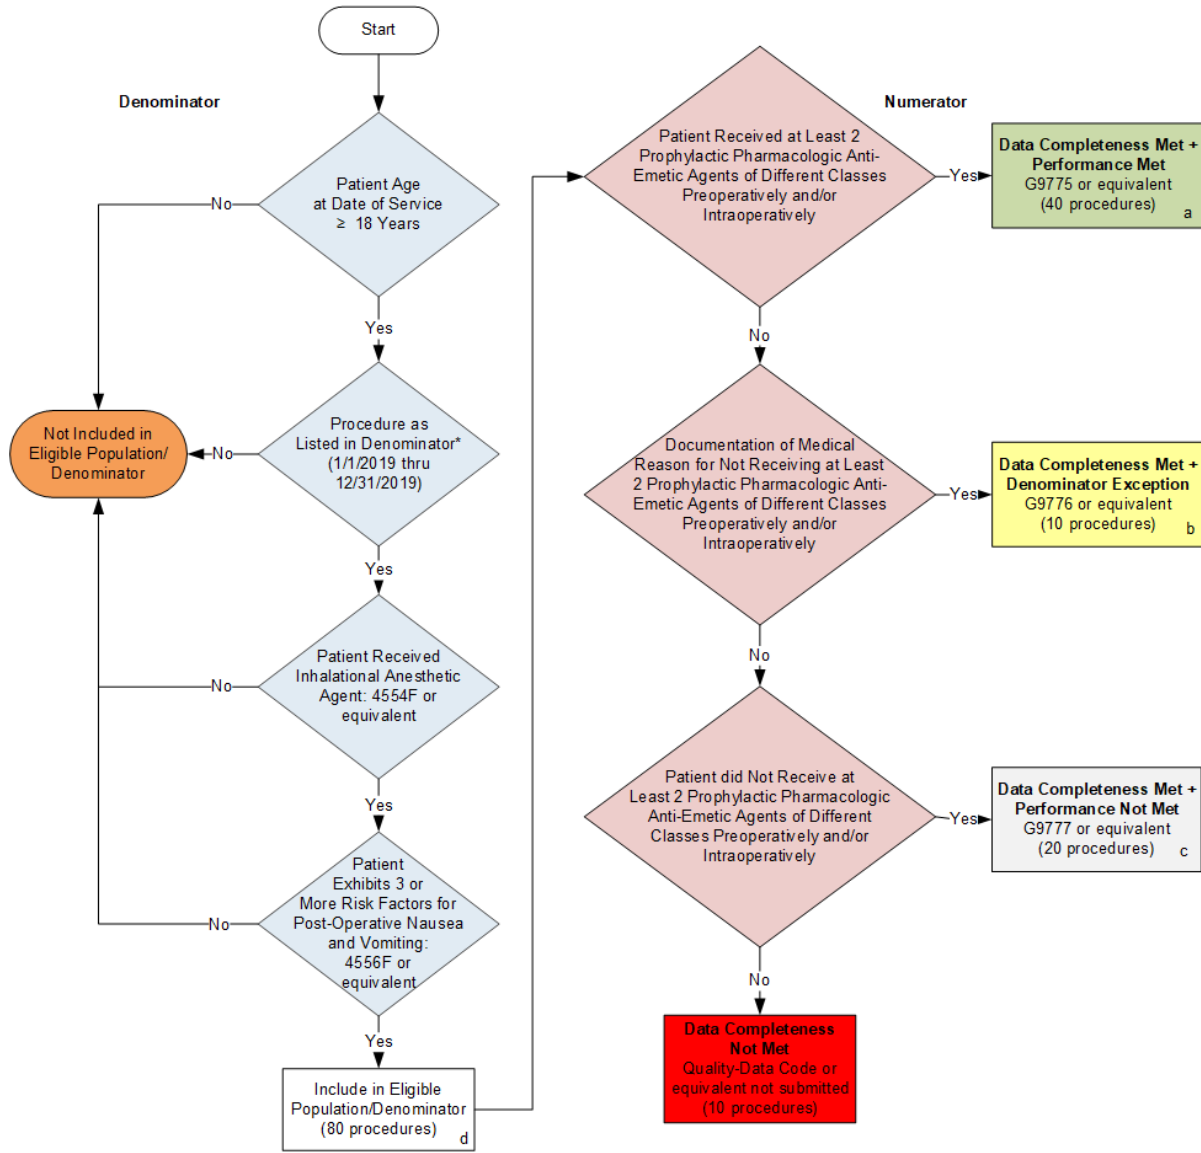 Start
Denominator
Patient Age
at Date of Service
≥ 18 Years
No
Yes
Procedure as
Listed in Denominator*
(1/1/2019 thru
12/31/2019)
No
Not Included in
Eligible Population/
Denominator
Yes
Patient Received
Inhalational Anesthetic
Agent: 4554F or
equivalent
No
Yes
Patient
Exhibits 3 or
More Risk Factors for
Post-Operative Nausea
and Vomiting:
4556F or
equivalent
No
Yes
Include in Eligible
Population/Denominator
(80 procedures)
d
Numerator
Patient Received at Least 2
Prophylactic Pharmacologic Anti-
Emetic Agents of Different Classes
Preoperatively and/or
Intraoperatively
Yes
Data Completeness Met +
Performance Met
G9775 or equivalent
(40 procedures)
a
No
Documentation of Medical
Reason for Not Receiving at Least
2 Prophylactic Pharmacologic Anti-
Emetic Agents of Different Classes
Preoperatively and/or
Intraoperatively
Yes
Data Completeness Met +
Denominator Exception
G9776 or equivalent
(10 procedures)
b
No
Patient did Not Receive at
Least 2 Prophylactic Pharmacologic
Anti-Emetic Agents of Different
Classes Preoperatively and/or
Intraoperatively
Yes
Data Completeness Met +
Performance Not Met
G9777 or equivalent
(20 procedures)
c
No
Data Completeness
Not Met
Quality-Data Code or
equivalent not submitted
(10 procedures)